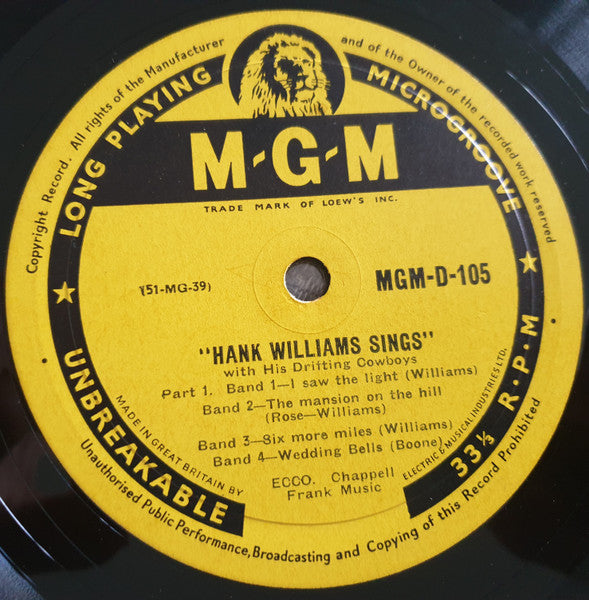 Copyright Record. All rights of the Manufacturer and of the Owner of the recorded work reserved
LONG PLAYING MICROGROOVE
M-G-M
TRADE MARK OF LOEW'S INC.
(51-MG-39)
MGM-D-105
"HANK WILLIAMS SINGS"
with His Drifting Cowboys
Part 1. Band 1—I saw the light (Williams)
Band 2—The mansion on the hill
(Rose—Williams)
Band 3—Six more miles (Williams)
Band 4—Wedding Bells (Boone)
ECCO. Chappell
Frank Music
MADE IN GREAT BRITAIN BY
ELECTRIC & MUSICAL INDUSTRIES LTD.
UNBREAKABLE
33⅓ R·P·M
Unauthorised Public Performance, Broadcasting and Copying of this Record Prohibited